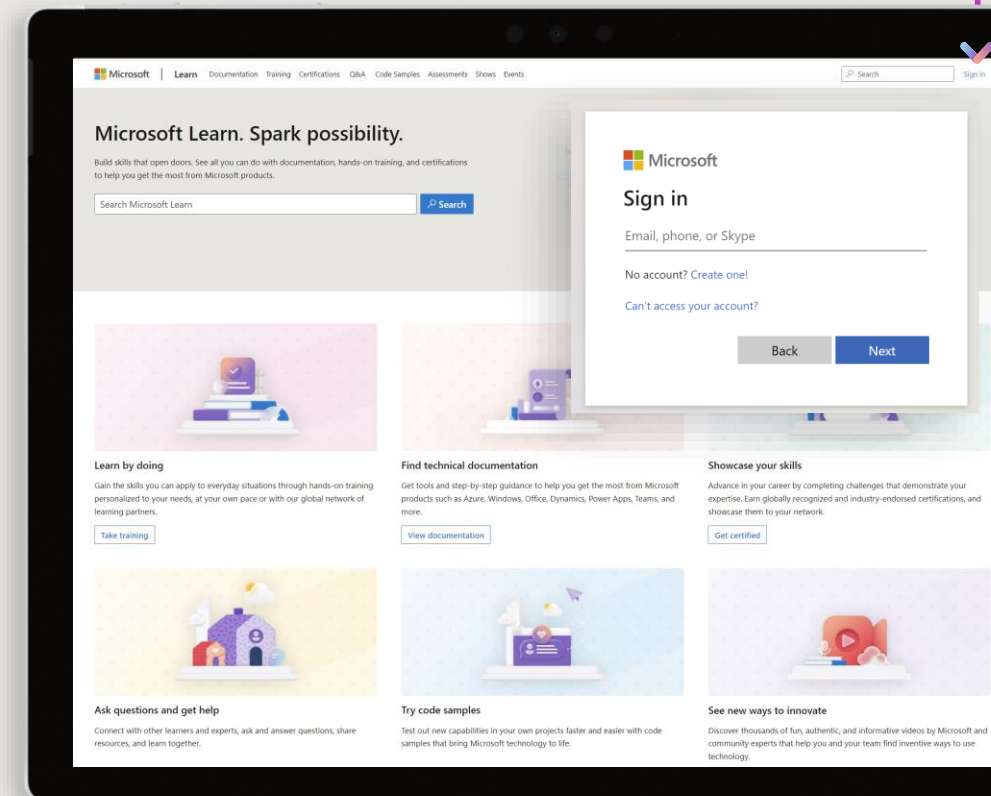 Microsoft | Learn Documentation Training Certifications Q&A Code Samples Assessments Shows Events Search Sign in
Microsoft Learn. Spark possibility.
Build skills that open doors. See all you can do with documentation, hands-on training, and certifications
to help you get the most from Microsoft products.
Search Microsoft Learn Search
Microsoft
Sign in
Email, phone, or Skype
No account? Create one!
Can't access your account?
Back Next
Learn by doing
Gain the skills you can apply to everyday situations through hands-on training
personalized to your needs, at your own pace or with our global network of
learning partners.
Take training
Find technical documentation
Get tools and step-by-step guidance to help you get the most from Microsoft
products such as Azure, Windows, Office, Dynamics, Power Apps, Teams, and
more.
View documentation
Showcase your skills
Advance in your career by completing challenges that demonstrate your
expertise. Earn globally recognized and industry-endorsed certifications, and
showcase them to your network.
Get certified
Ask questions and get help
Connect with other learners and experts, ask and answer questions, share
resources, and learn together.
Try code samples
Test out new capabilities in your own projects faster and easier with code
samples that bring Microsoft technology to life.
See new ways to innovate
Discover thousands of fun, authentic, and informative videos by Microsoft and
community experts that help you and your team find inventive ways to use
technology.